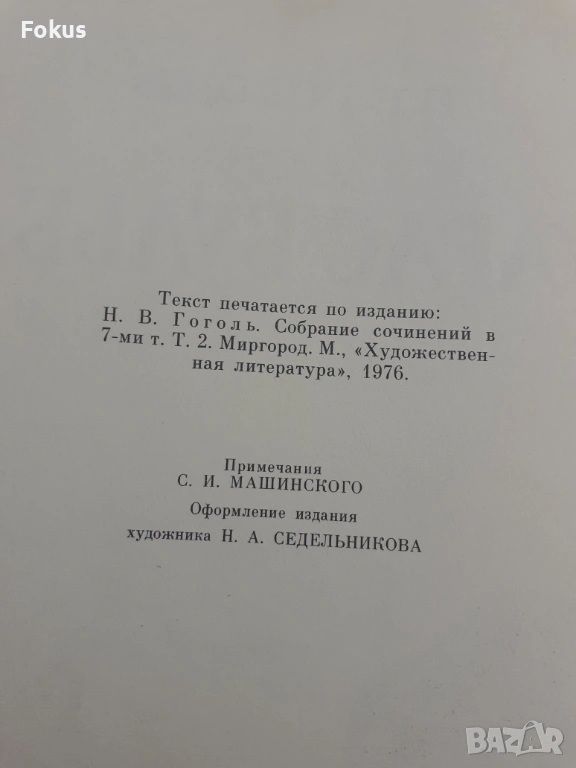 Fokus
Текст печатается по изданию:
Н. В. Гоголь. Собрание сочинений в
7-ми т. Т. 2. Миргород. М., «Художествен-
ная литература», 1976.
Примечания
С. И. МАШИНСКОГО
Оформление издания
художника Н. А. СЕДЕЛЬНИКОВА
BAZAR